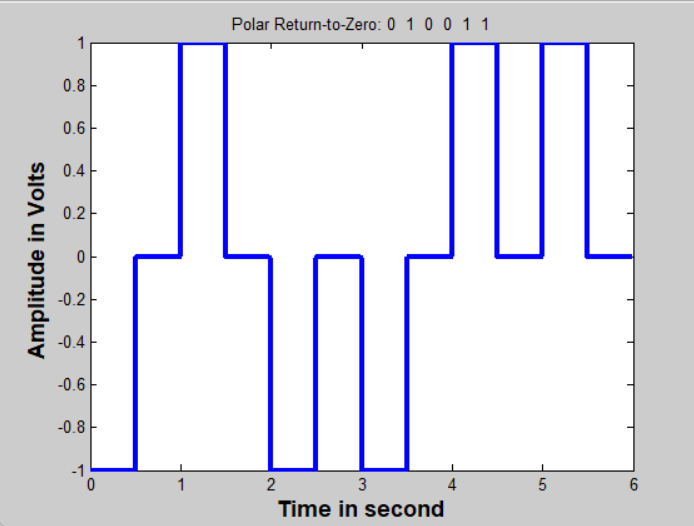 Polar Return-to-Zero: 0 1 0 0 1 1
1
0.8
0.6
0.4
0.2
0
-0.2
-0.4
-0.6
-0.8
-1
Amplitude in Volts
0 1 2 3 4 5 6
Time in second